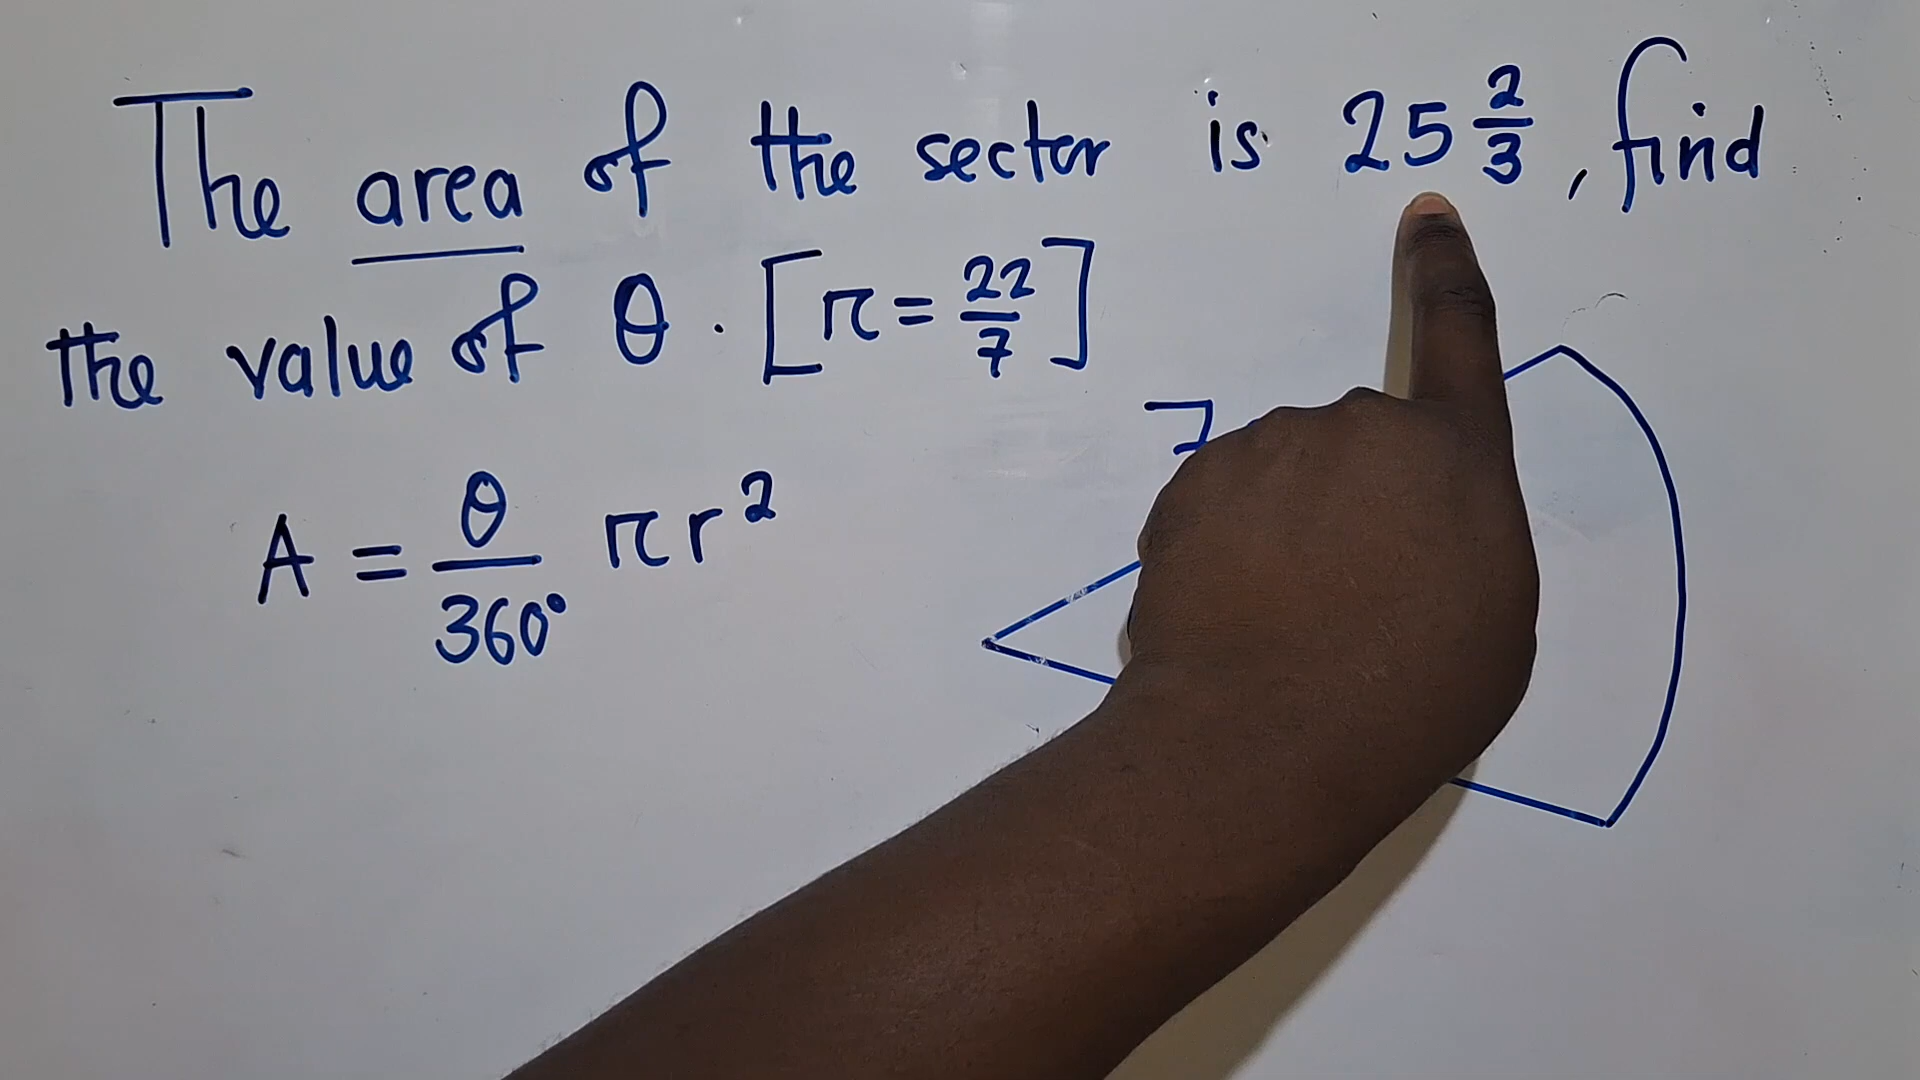 The area of the sector is 25 2/3, find
the value of θ. [π = 22/7]
7
A = θ/360° πr²